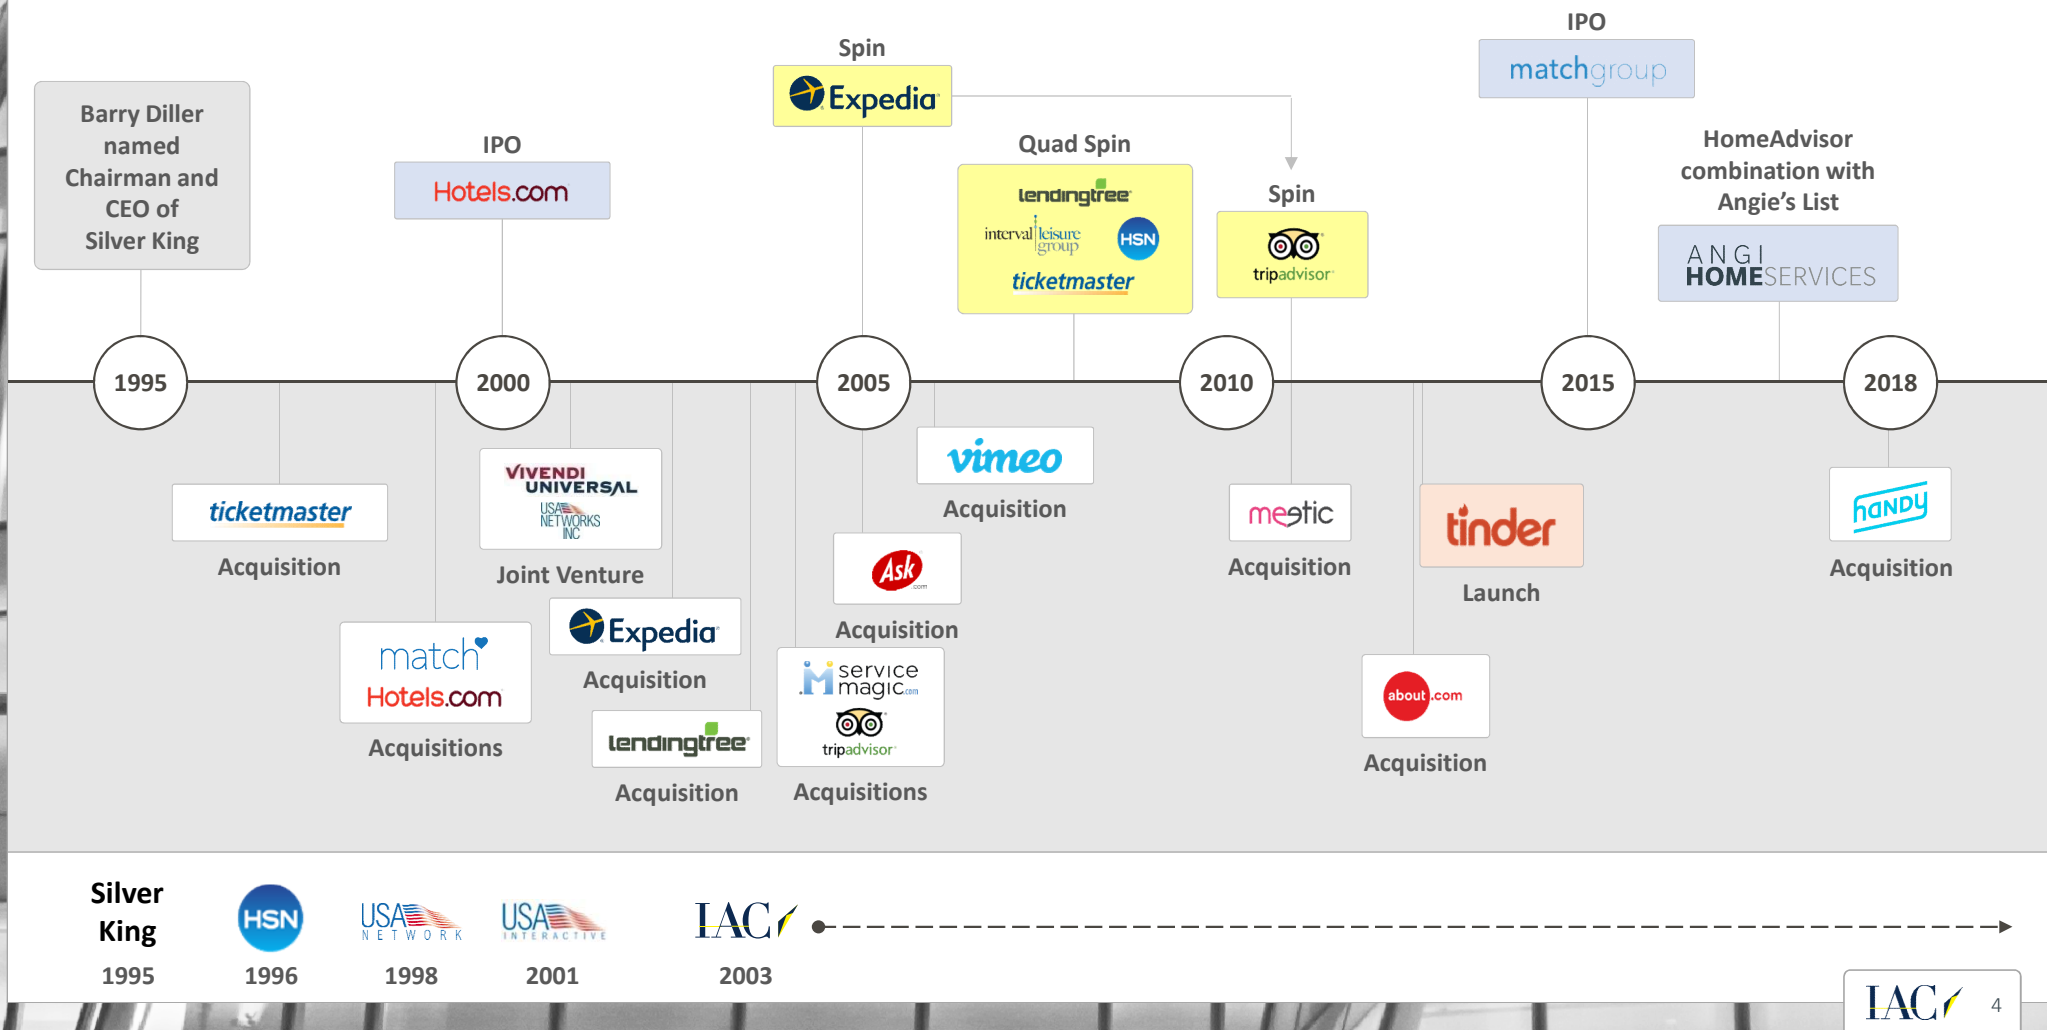 IPO
matchgroup
Spin
Expedia
Barry Diller
named
Chairman and
CEO of
Silver King
IPO
Hotels.com
Quad Spin
lendingtree
interval leisure
group
HSN
ticketmaster
Spin
tripadvisor
HomeAdvisor
combination with
Angie's List
ANGI
HOMESERVICES
1995
2000
2005
2010
2015
2018
ticketmaster
Acquisition
match
Hotels.com
Acquisitions
VIVENDI
UNIVERSAL
USA
NETWORKS
INC
Joint Venture
Expedia
Acquisition
lendingtree
Acquisition
service
magic.com
tripadvisor
Acquisitions
Ask
.com
Acquisition
vimeo
Acquisition
meetic
Acquisition
tinder
Launch
about.com
Acquisition
HANDY
Acquisition
Silver
King
1995
HSN
1996
USA
NETWORK
1998
USA
INTERACTIVE
2001
IAC
2003
IAC
4